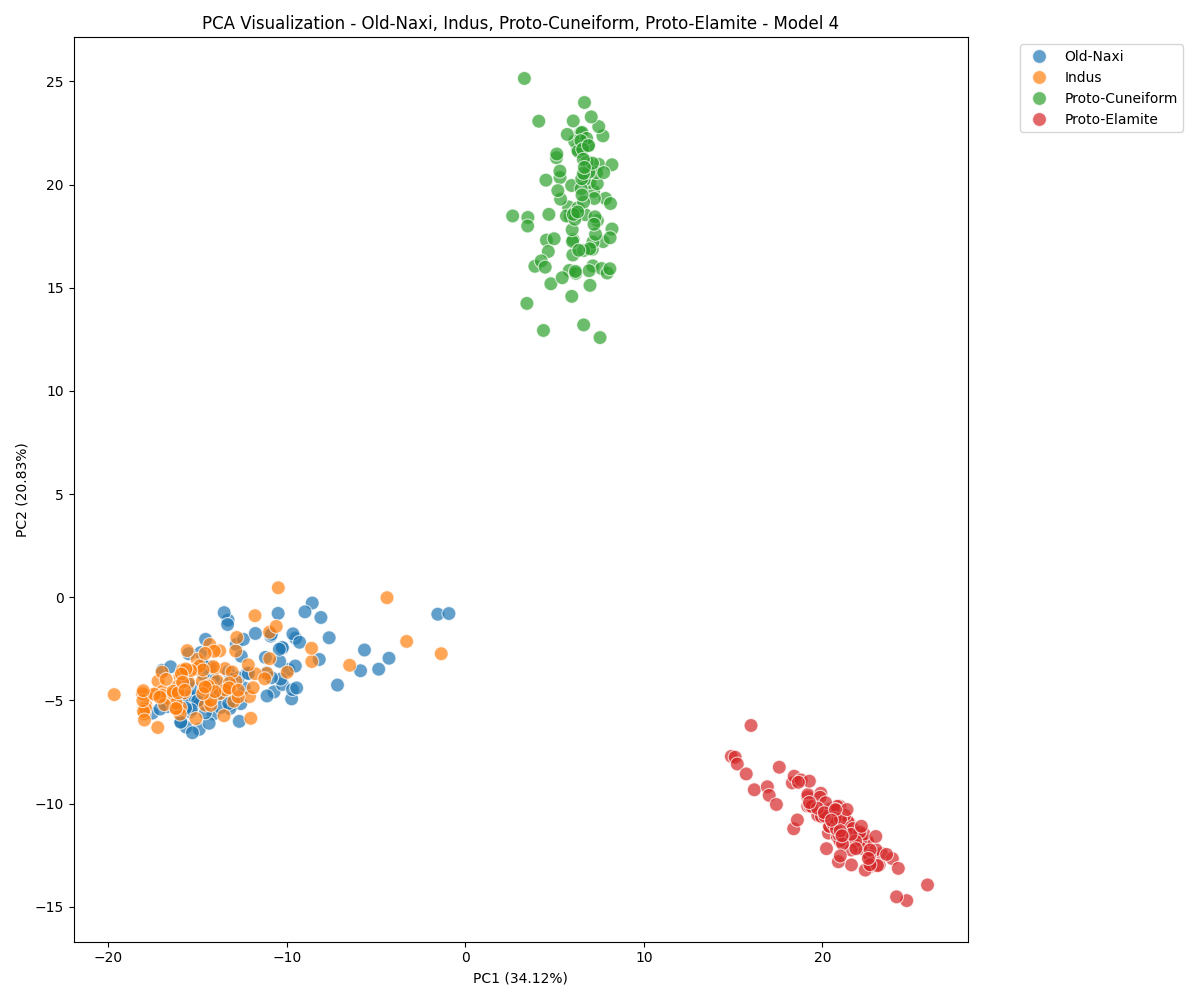 PCA Visualization - Old-Naxi, Indus, Proto-Cuneiform, Proto-Elamite - Model 4
Old-Naxi
Indus
Proto-Cuneiform
Proto-Elamite
25
20
15
10
5
0
−5
−10
−15
PC2 (20.83%)
−20
−10
0
10
20
PC1 (34.12%)